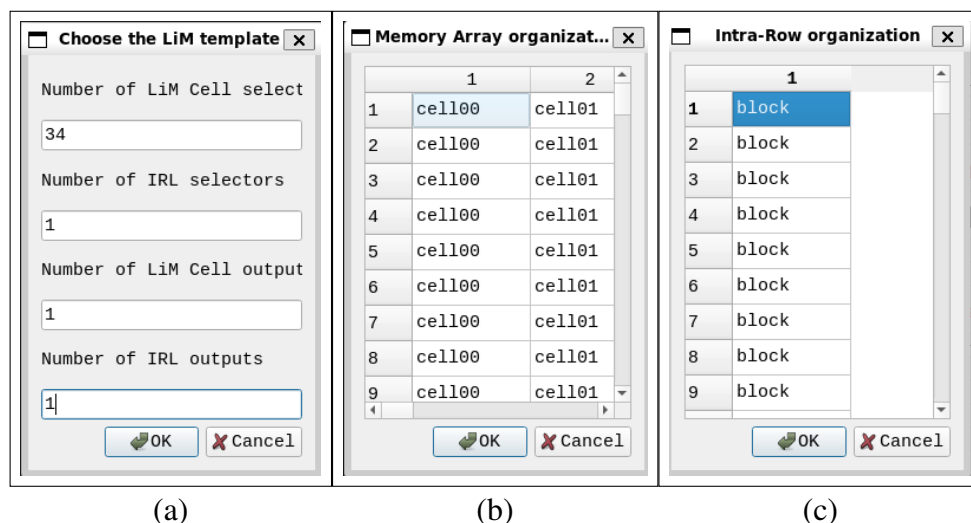 Choose the LiM template
Number of LiM Cell select
34
Number of IRL selectors
1
Number of LiM Cell output
1
Number of IRL outputs
1
OK Cancel
(a)
Memory Array organizat...
1 2
1 cell00 cell01
2 cell00 cell01
3 cell00 cell01
4 cell00 cell01
5 cell00 cell01
6 cell00 cell01
7 cell00 cell01
8 cell00 cell01
9 cell00 cell01
OK Cancel
(b)
Intra-Row organization
1
1 block
2 block
3 block
4 block
5 block
6 block
7 block
8 block
9 block
OK Cancel
(c)